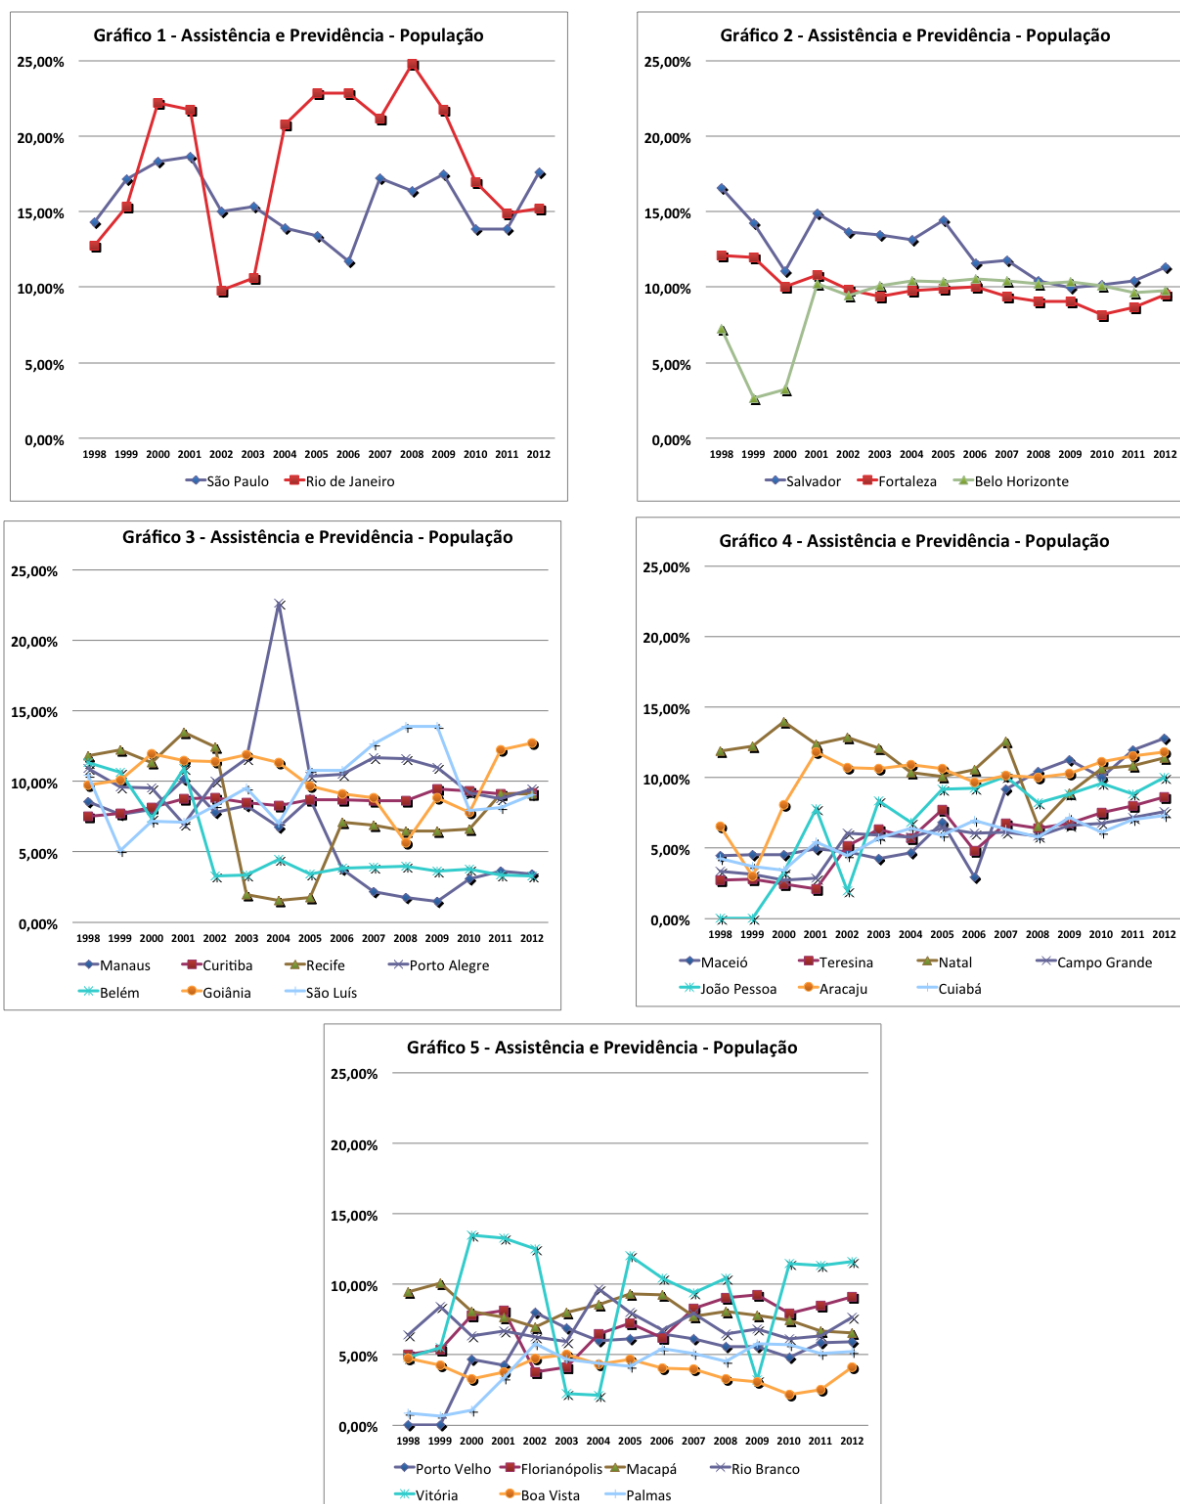 Gráfico 1 - Assistência e Previdência - População
25,00%
20,00%
15,00%
10,00%
5,00%
0,00%
1998 1999 2000 2001 2002 2003 2004 2005 2006 2007 2008 2009 2010 2011 2012
São Paulo Rio de Janeiro
Gráfico 2 - Assistência e Previdência - População
25,00%
20,00%
15,00%
10,00%
5,00%
0,00%
1998 1999 2000 2001 2002 2003 2004 2005 2006 2007 2008 2009 2010 2011 2012
Salvador Fortaleza Belo Horizonte
Gráfico 3 - Assistência e Previdência - População
25,00%
20,00%
15,00%
10,00%
5,00%
0,00%
1998 1999 2000 2001 2002 2003 2004 2005 2006 2007 2008 2009 2010 2011 2012
Manaus Curitiba Recife Porto Alegre
Belém Goiânia São Luís
Gráfico 4 - Assistência e Previdência - População
25,00%
20,00%
15,00%
10,00%
5,00%
0,00%
1998 1999 2000 2001 2002 2003 2004 2005 2006 2007 2008 2009 2010 2011 2012
Maceió Teresina Natal Campo Grande
João Pessoa Aracaju Cuiabá
Gráfico 5 - Assistência e Previdência - População
25,00%
20,00%
15,00%
10,00%
5,00%
0,00%
1998 1999 2000 2001 2002 2003 2004 2005 2006 2007 2008 2009 2010 2011 2012
Porto Velho Florianópolis Macapá Rio Branco
Vitória Boa Vista Palmas